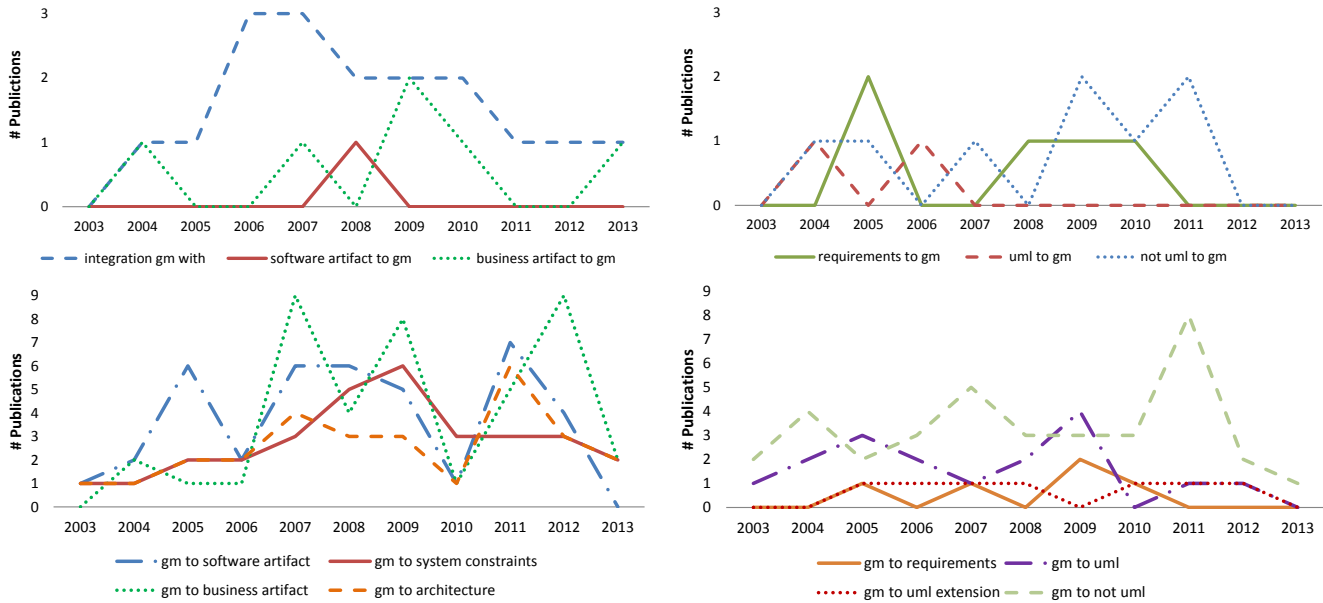 3
2
1
0
# Publictions
2003 2004 2005 2006 2007 2008 2009 2010 2011 2012 2013
integration gm with software artifact to gm business artifact to gm
3
2
1
0
# Publictions
2003 2004 2005 2006 2007 2008 2009 2010 2011 2012 2013
requirements to gm uml to gm not uml to gm
9
8
7
6
5
4
3
2
1
0
# Publications
2003 2004 2005 2006 2007 2008 2009 2010 2011 2012 2013
gm to software artifact gm to system constraints
gm to business artifact gm to architecture
9
8
7
6
5
4
3
2
1
0
# Publications
2003 2004 2005 2006 2007 2008 2009 2010 2011 2012 2013
gm to requirements gm to uml
gm to uml extension gm to not uml